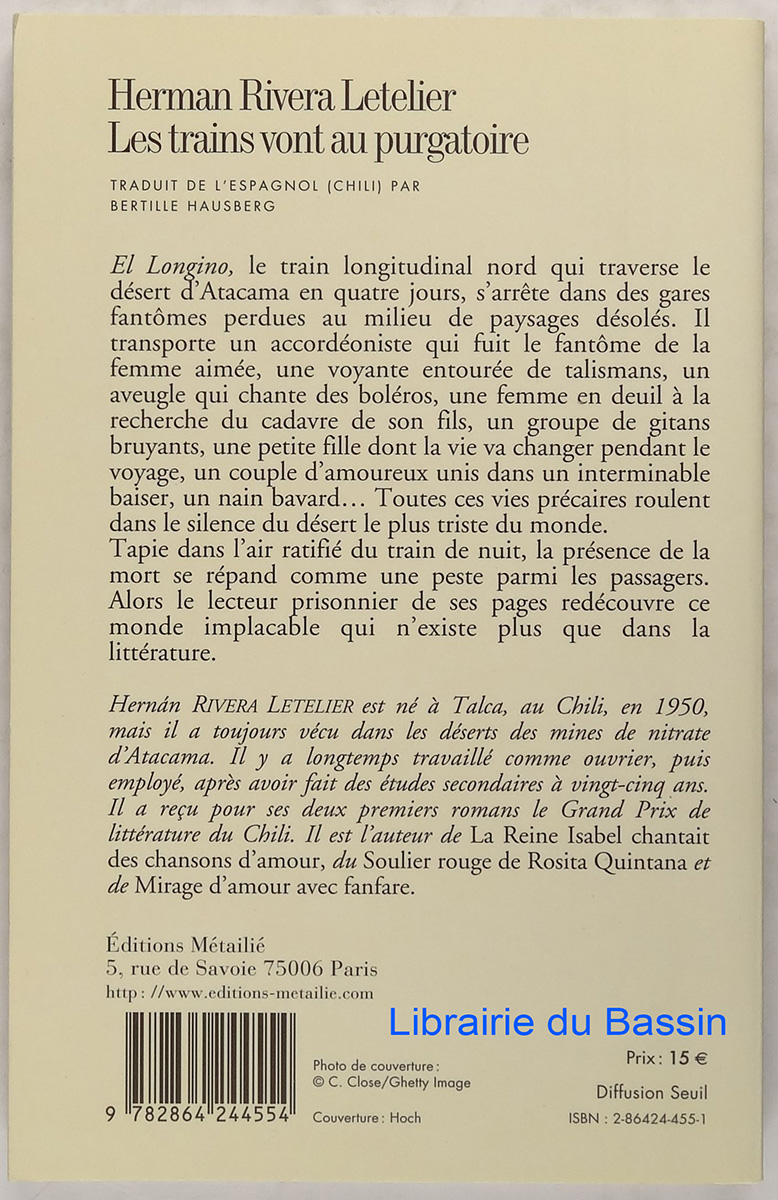 Herman Rivera Letelier
Les trains vont au purgatoire
TRADUIT DE L'ESPAGNOL (CHILI) PAR
BERTILLE HAUSBERG
El Longino, le train longitudinal nord qui traverse le
désert d'Atacama en quatre jours, s'arrête dans des gares
fantômes perdues au milieu de paysages désolés. Il
transporte un accordéoniste qui fuit le fantôme de la
femme aimée, une voyante entourée de talismans, un
aveugle qui chante des boléros, une femme en deuil à la
recherche du cadavre de son fils, un groupe de gitans
bruyants, une petite fille dont la vie va changer pendant le
voyage, un couple d'amoureux unis dans un interminable
baiser, un nain bavard... Toutes ces vies précaires roulent
dans le silence du désert le plus triste du monde.
Tapie dans l'air ratifié du train de nuit, la présence de la
mort se répand comme une peste parmi les passagers.
Alors le lecteur prisonnier de ses pages redécouvre ce
monde implacable qui n'existe plus que dans la
littérature.
Hernán RIVERA LETELIER est né à Talca, au Chili, en 1950,
mais il a toujours vécu dans les déserts des mines de nitrate
d'Atacama. Il y a longtemps travaillé comme ouvrier, puis
employé, après avoir fait des études secondaires à vingt-cinq ans.
Il a reçu pour ses deux premiers romans le Grand Prix de
littérature du Chili. Il est l'auteur de La Reine Isabel chantait
des chansons d'amour, du Soulier rouge de Rosita Quintana et
de Mirage d'amour avec fanfare.
Éditions Métailié
5, rue de Savoie 75006 Paris
http : //www.editions-metailie.com
Librairie du Bassin
Prix : 15 €
Photo de couverture :
© C. Close/Ghetty Image
Diffusion Seuil
9 782864 244554
Couverture : Hoch
ISBN : 2-86424-455-1